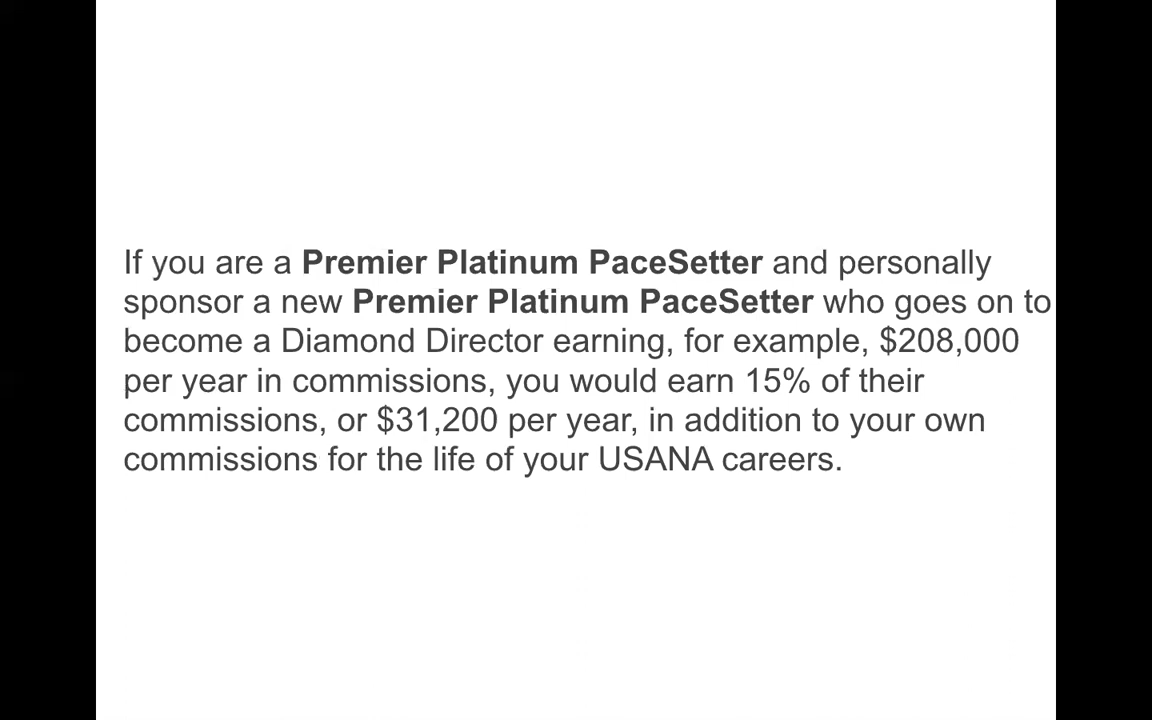 If you are a Premier Platinum PaceSetter and personally
sponsor a new Premier Platinum PaceSetter who goes on to
become a Diamond Director earning, for example, $208,000
per year in commissions, you would earn 15% of their
commissions, or $31,200 per year, in addition to your own
commissions for the life of your USANA careers.